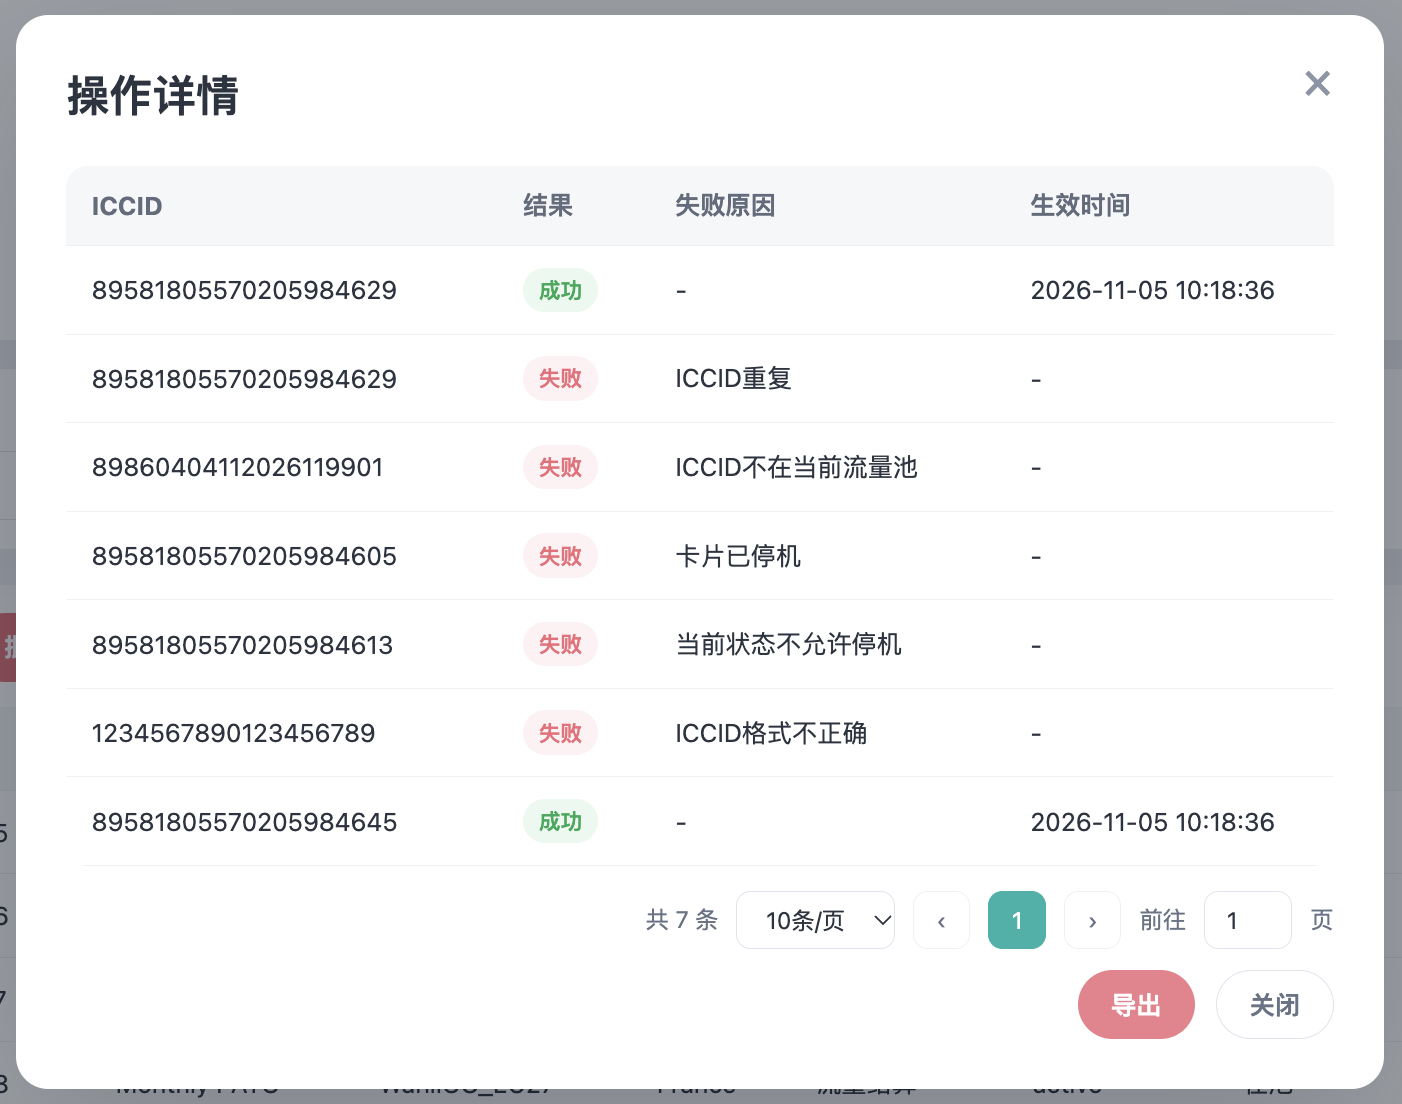 操作详情
ICCID 结果 失败原因 生效时间
89581805570205984629 成功 - 2026-11-05 10:18:36
89581805570205984629 失败 ICCID重复 -
89860404112026119901 失败 ICCID不在当前流量池 -
89581805570205984605 失败 卡片已停机 -
89581805570205984613 失败 当前状态不允许停机 -
1234567890123456789 失败 ICCID格式不正确 -
89581805570205984645 成功 - 2026-11-05 10:18:36
共 7 条 10条/页 ‹ 1 › 前往 1 页
导出 关闭